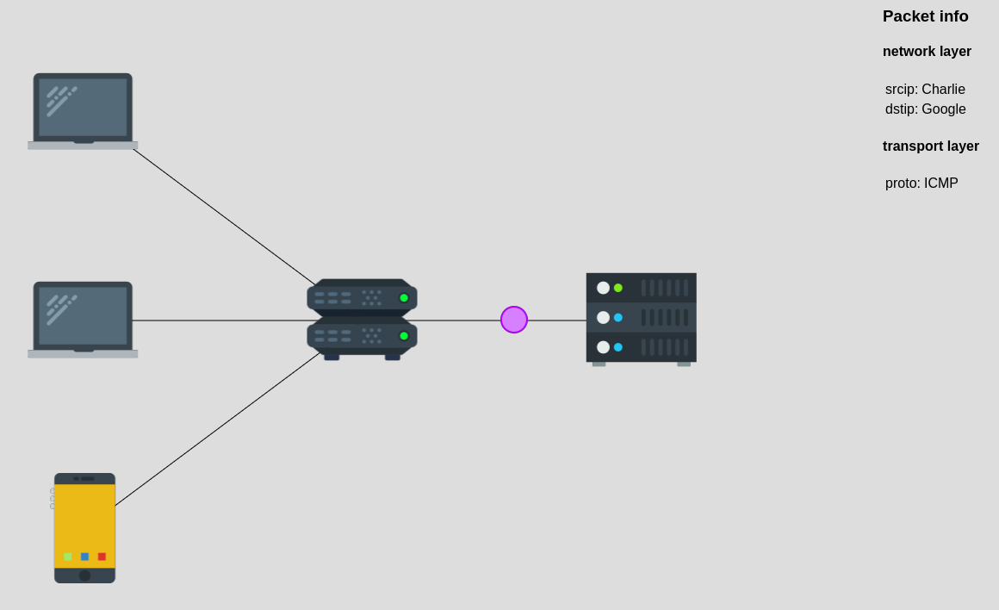 Packet info
network layer
srcip: Charlie
dstip: Google
transport layer
proto: ICMP